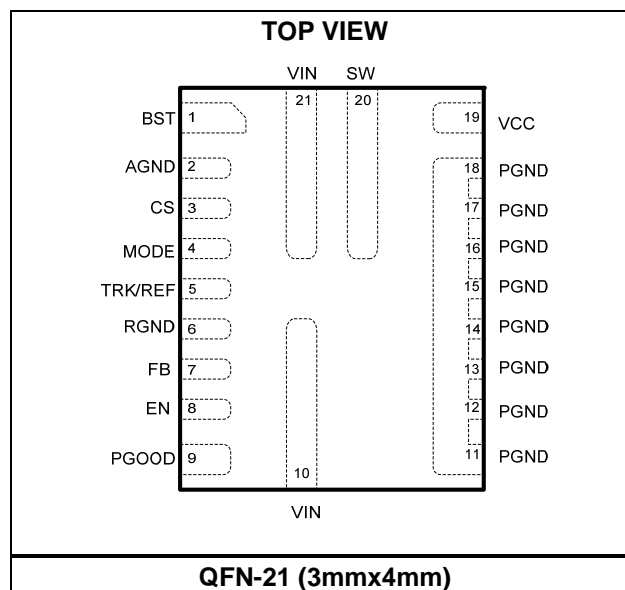 TOP VIEW
VIN SW
21 20
BST 1
AGND 2
CS 3
MODE 4
TRK/REF 5
RGND 6
FB 7
EN 8
PGOOD 9
10
VIN
19 VCC
18 PGND
17 PGND
16 PGND
15 PGND
14 PGND
13 PGND
12 PGND
11 PGND
QFN-21 (3mmx4mm)